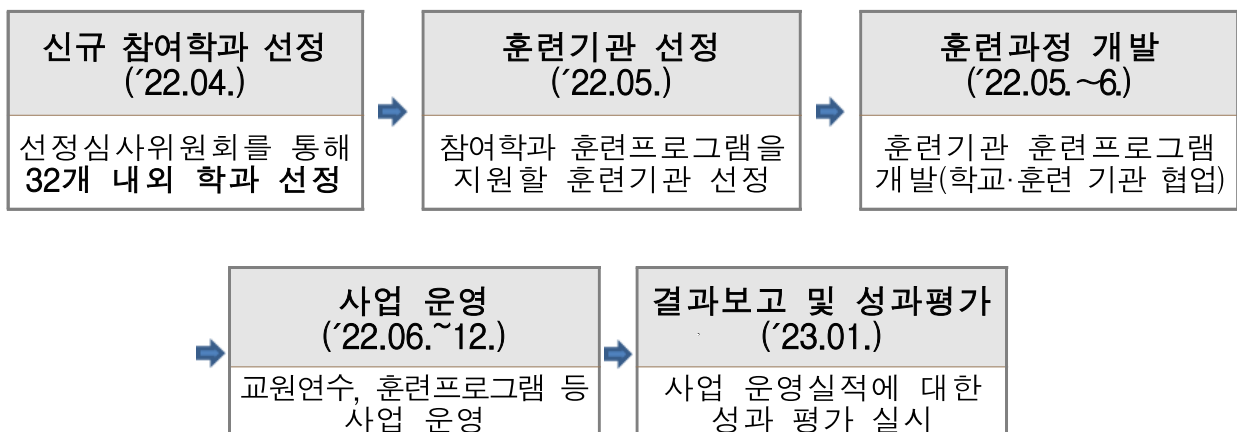 신규 참여학과 선정
(´22.04.)
선정심사위원회를 통해
32개 내외 학과 선정
훈련기관 선정
(´22.05.)
참여학과 훈련프로그램을
지원할 훈련기관 선정
훈련과정 개발
(´22.05.~6.)
훈련기관 훈련프로그램
개발(학교·훈련 기관 협업)
사업 운영
(´22.06.~12.)
교원연수, 훈련프로그램 등
사업 운영
결과보고 및 성과평가
(´23.01.)
사업 운영실적에 대한
성과 평가 실시